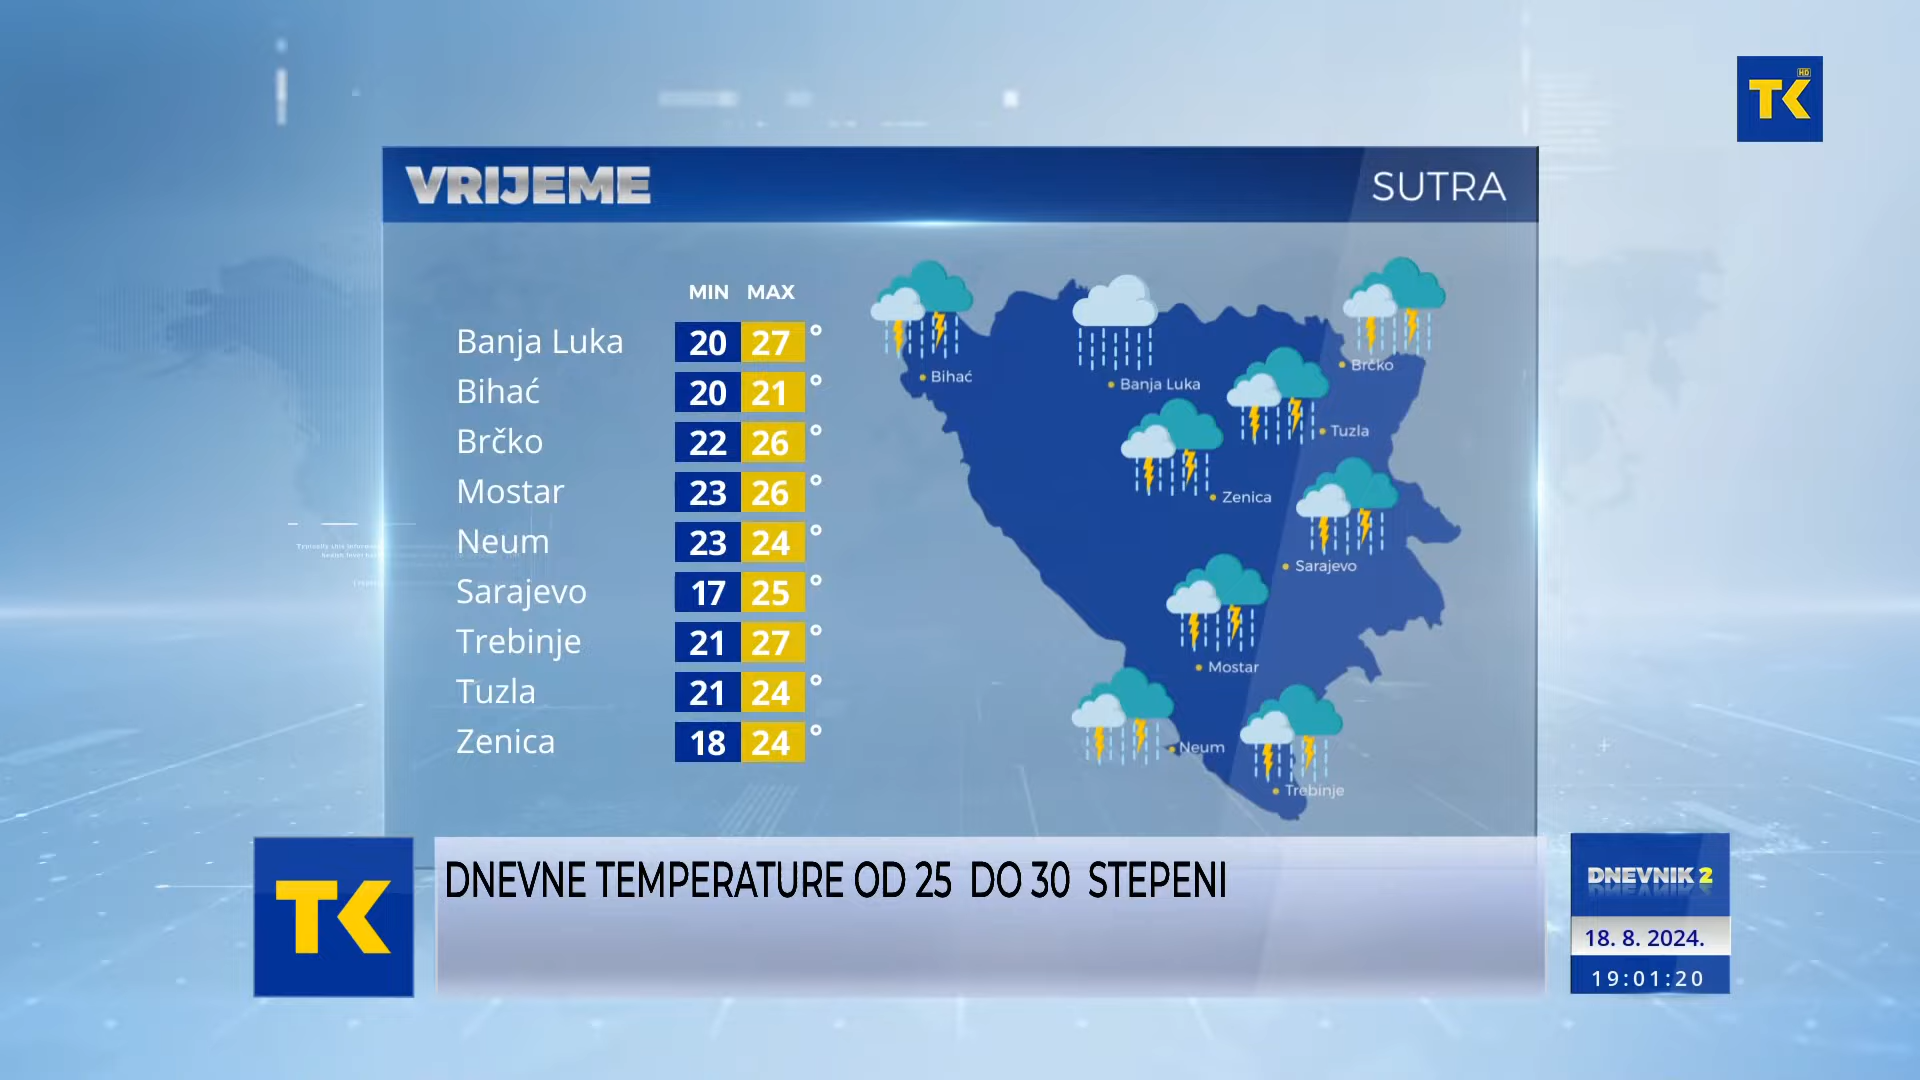 TK HD
VRIJEME
SUTRA
MIN MAX
Banja Luka 20 27 °
Bihać 20 21 °
Brčko 22 26 °
Mostar 23 26 °
Neum 23 24 °
Sarajevo 17 25 °
Trebinje 21 27 °
Tuzla 21 24 °
Zenica 18 24 °
Bihać
Banja Luka
Brčko
Tuzla
Zenica
Sarajevo
Mostar
Neum
Trebinje
TK
DNEVNE TEMPERATURE OD 25 DO 30 STEPENI
DNEVNIK 2
18. 8. 2024.
19:01:20